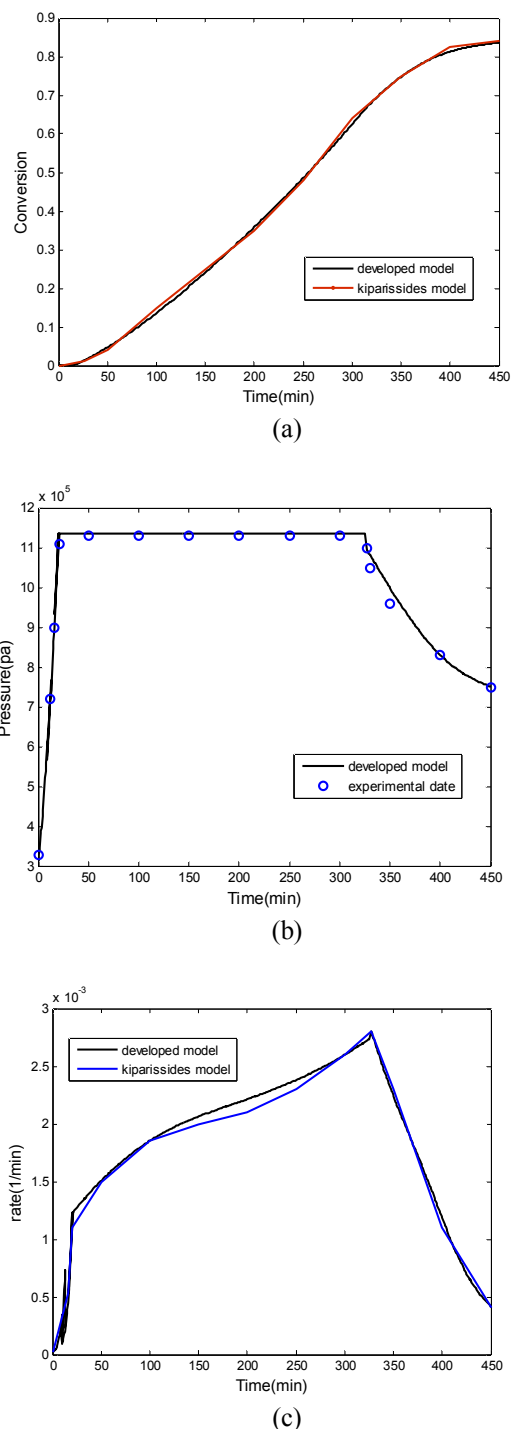 0.9
0.8
0.7
0.6
0.5
0.4
0.3
0.2
0.1
0
Conversion
developed model
kiparissides model
0 50 100 150 200 250 300 350 400 450
Time(min)
(a)
x 10^5
12
11
10
9
8
7
6
5
4
3
Pressure(pa)
developed model
experimental date
0 50 100 150 200 250 300 350 400 450
Time(min)
(b)
x 10^-3
3
2.5
2
1.5
1
0.5
0
rate(1/min)
developed model
kiparissides model
0 50 100 150 200 250 300 350 400 450
Time(min)
(c)